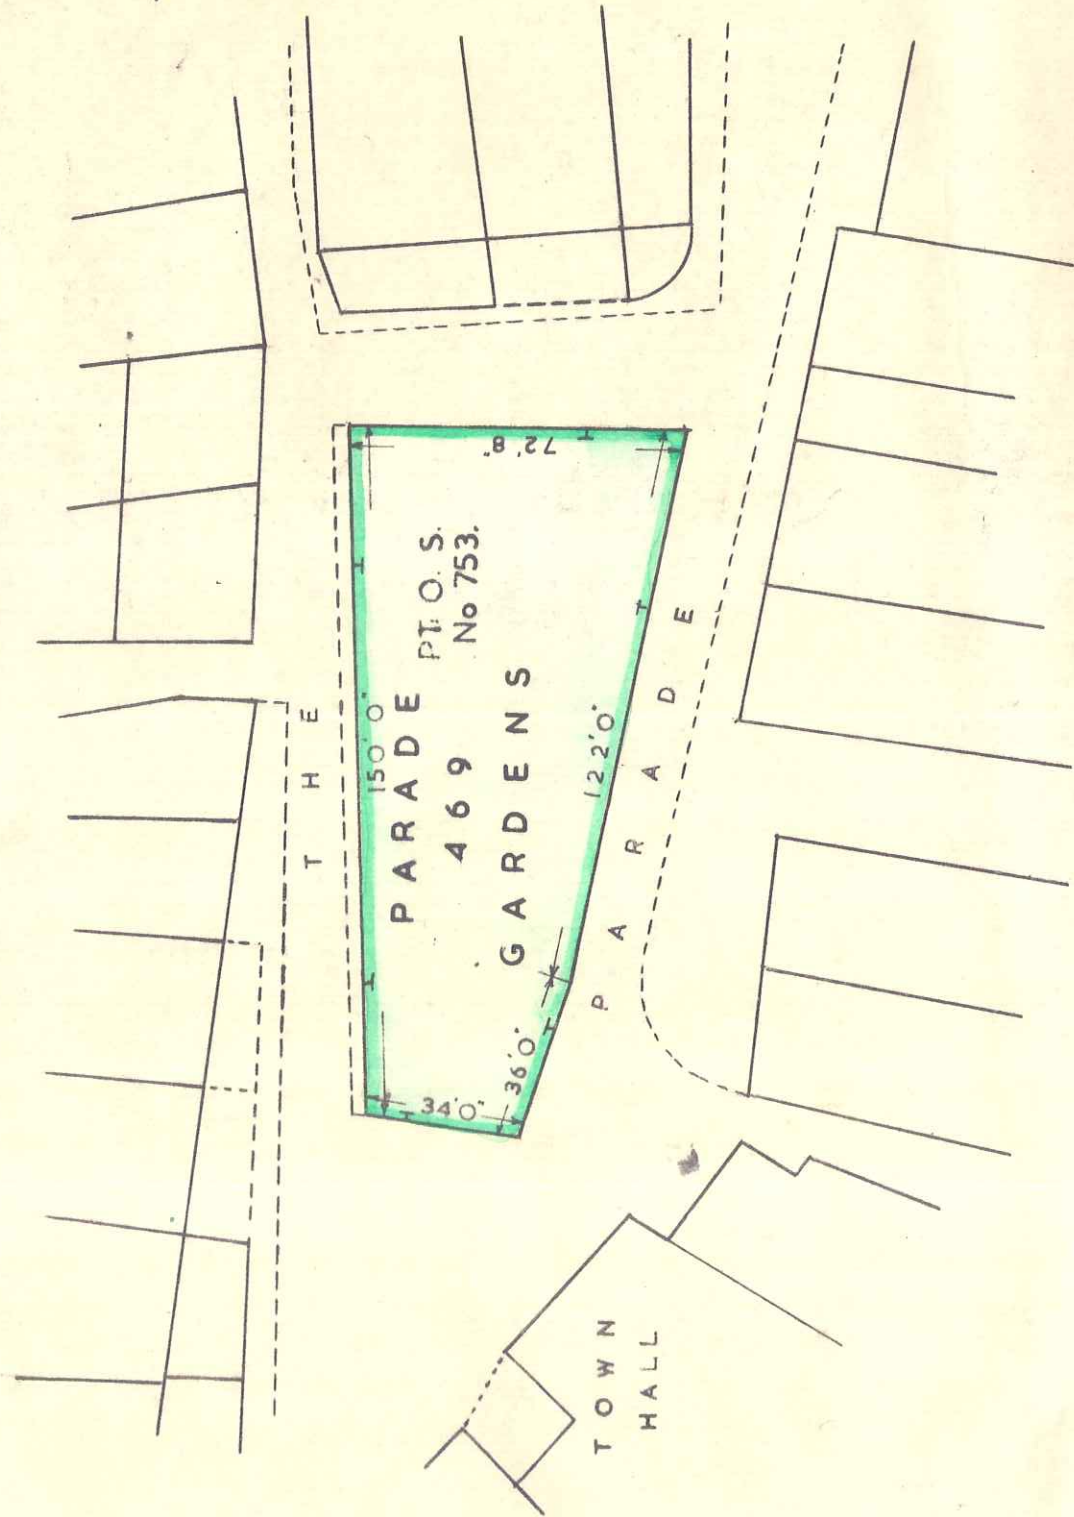 THE
150' 0"
PARADE
PT. O. S.
No 753.
469
GARDENS
72' 8"
34' 0"
36' 0"
122' 0"
PARADE
TOWN
HALL